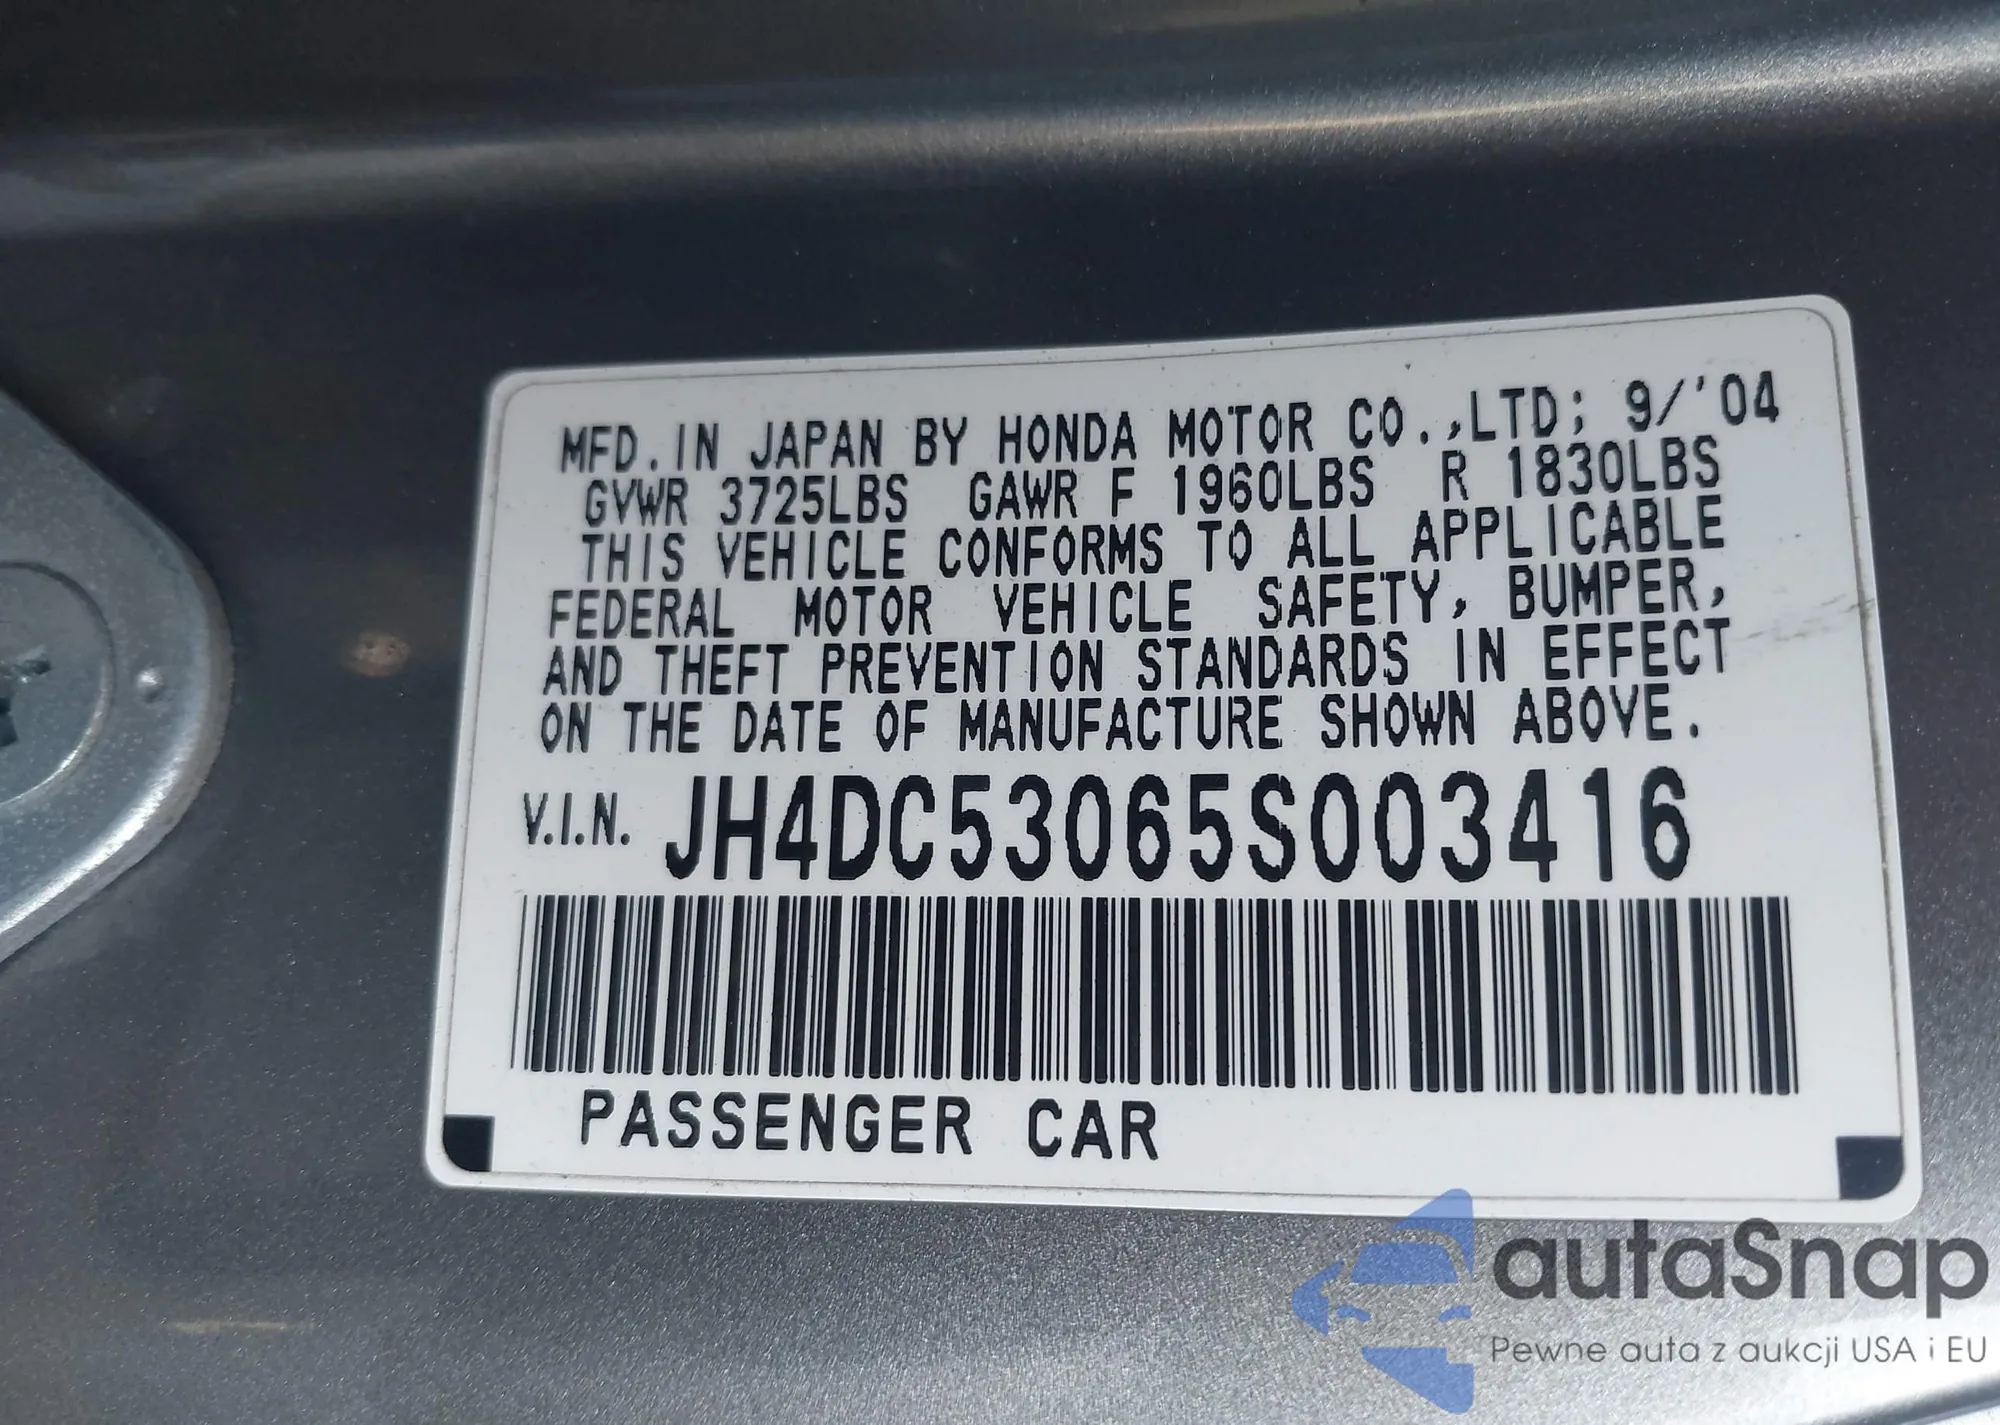 MFD. IN JAPAN BY HONDA MOTOR CO.,LTD; 9/'04
GVWR 3725LBS GAWR F 1960LBS R 1830LBS
THIS VEHICLE CONFORMS TO ALL APPLICABLE
FEDERAL MOTOR VEHICLE SAFETY, BUMPER,
AND THEFT PREVENTION STANDARDS IN EFFECT
ON THE DATE OF MANUFACTURE SHOWN ABOVE.
V.I.N. JH4DC53065S003416
PASSENGER CAR
autaSnap
Pewne auta z aukcji USA i EU